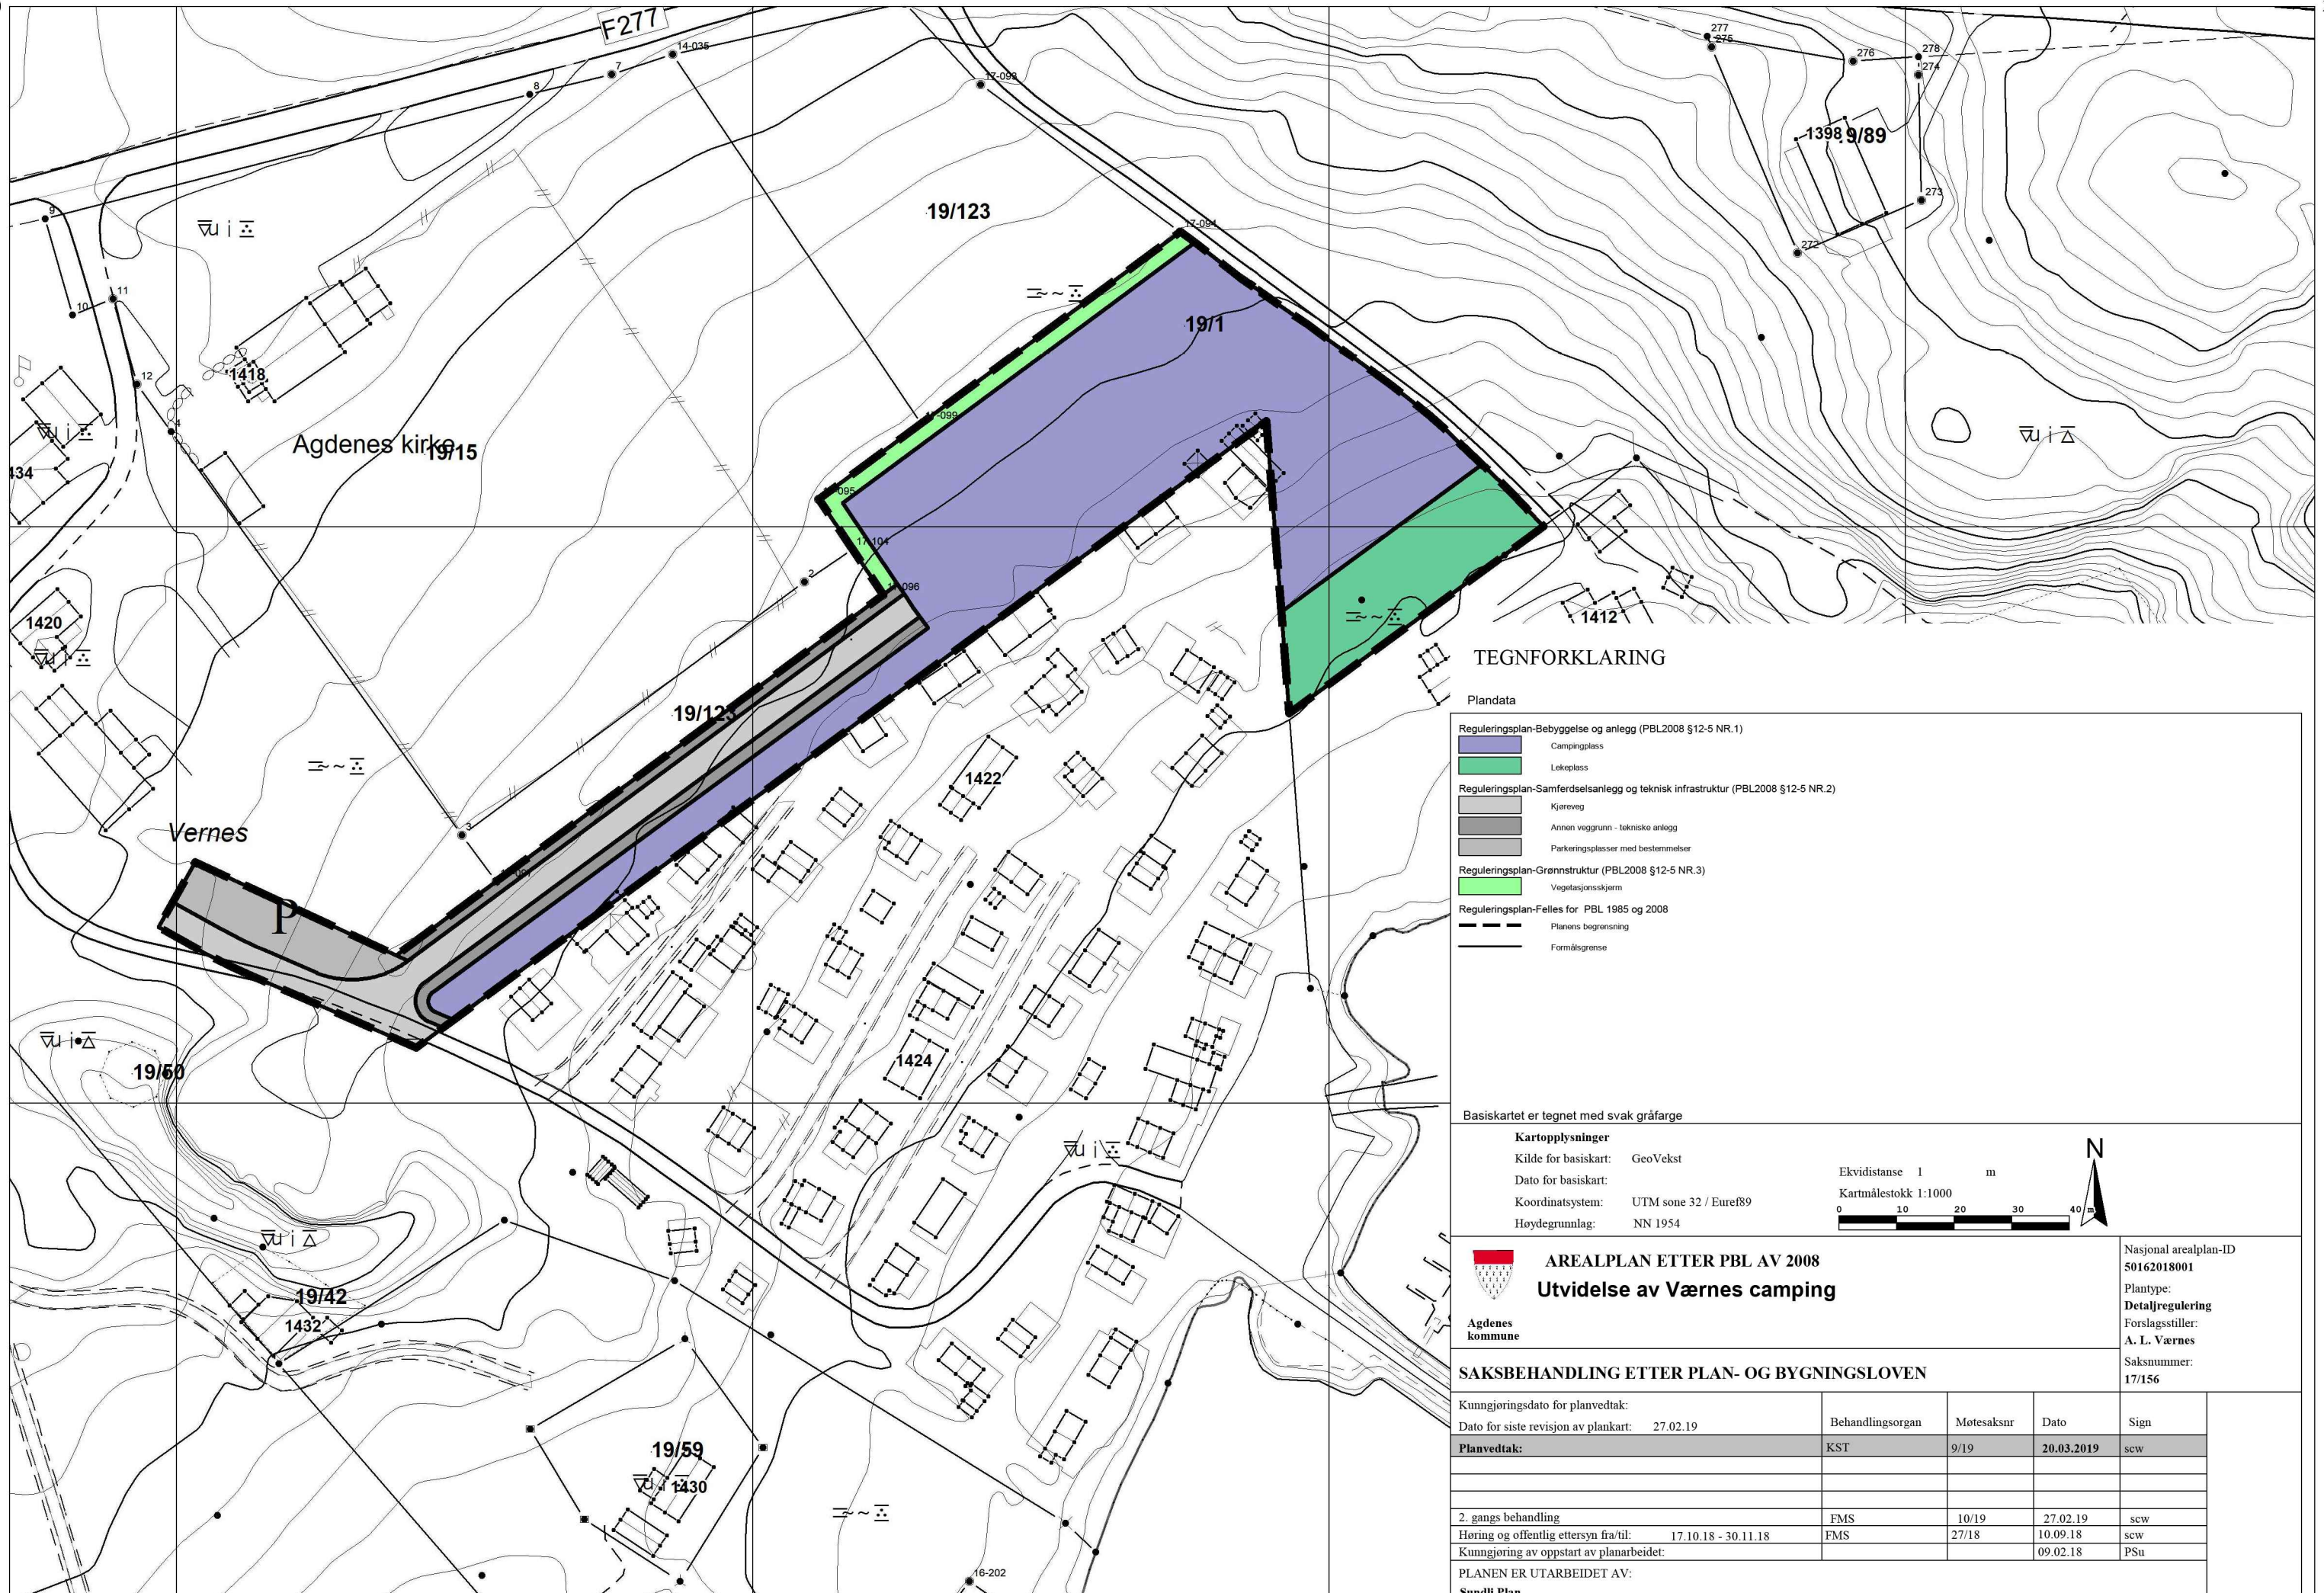 F277
14-035
7
8
17-093
277
275
276
278
274
1398
9/89
273
272
9
10
11
12
4
19/123
17-094
19/1
1418
Agdenes kirke
19/15
434
17-104
2
1420
1412
19/123
1422
3
Vernes
P
19/60
1424
19/42
1432
19/59
1430
16-202
TEGNFORKLARING
Plandata
Reguleringsplan-Bebyggelse og anlegg (PBL2008 §12-5 NR.1)
Campingplass
Lekeplass
Reguleringsplan-Samferdselsanlegg og teknisk infrastruktur (PBL2008 §12-5 NR.2)
Kjøreveg
Annen veggrunn - tekniske anlegg
Parkeringsplasser med bestemmelser
Reguleringsplan-Grønnstruktur (PBL2008 §12-5 NR.3)
Vegetasjonsskjerm
Reguleringsplan-Felles for PBL 1985 og 2008
Planens begrensning
Formålsgrense
Basiskartet er tegnet med svak gråfarge
Kartopplysninger
Kilde for basiskart: GeoVekst
Dato for basiskart:
Koordinatsystem: UTM sone 32 / Euref89
Høydegrunnlag: NN 1954
Ekvidistanse 1 m
Kartmålestokk 1:1000
0 10 20 30 40 m
N
AREALPLAN ETTER PBL AV 2008
Utvidelse av Værnes camping
Agdenes
kommune
Nasjonal arealplan-ID
50162018001
Plantype:
Detaljregulering
Forslagsstiller:
A. L. Værnes
Saksnummer:
17/156
SAKSBEHANDLING ETTER PLAN- OG BYGNINGSLOVEN
Kunngjøringsdato for planvedtak:
Dato for siste revisjon av plankart: 27.02.19
Behandlingsorgan Møtesaksnr Dato Sign
Planvedtak: KST 9/19 20.03.2019 scw
2. gangs behandling FMS 10/19 27.02.19 scw
Høring og offentlig ettersyn fra/til: 17.10.18 - 30.11.18 FMS 27/18 10.09.18 scw
Kunngjøring av oppstart av planarbeidet: 09.02.18 PSu
PLANEN ER UTARBEIDET AV:
Sundli Plan